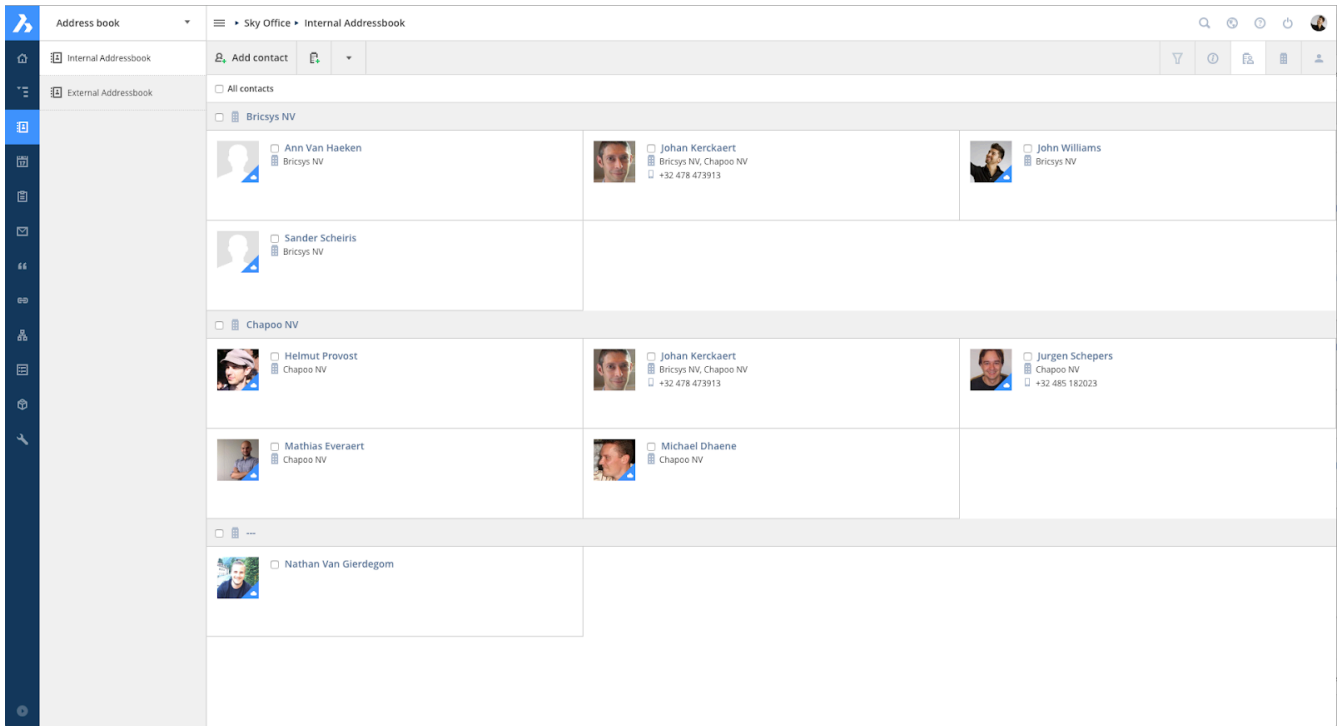 Address book
Sky Office ▸ Internal Addressbook
Internal Addressbook
External Addressbook
Add contact
All contacts
Bricsys NV
Ann Van Haeken
Bricsys NV
Johan Kerckaert
Bricsys NV, Chapoo NV
+32 478 473913
John Williams
Bricsys NV
Sander Scheiris
Bricsys NV
Chapoo NV
Helmut Provost
Chapoo NV
Johan Kerckaert
Bricsys NV, Chapoo NV
+32 478 473913
Jurgen Schepers
Chapoo NV
+32 485 182023
Mathias Everaert
Chapoo NV
Michael Dhaene
Chapoo NV
---
Nathan Van Gierdegom